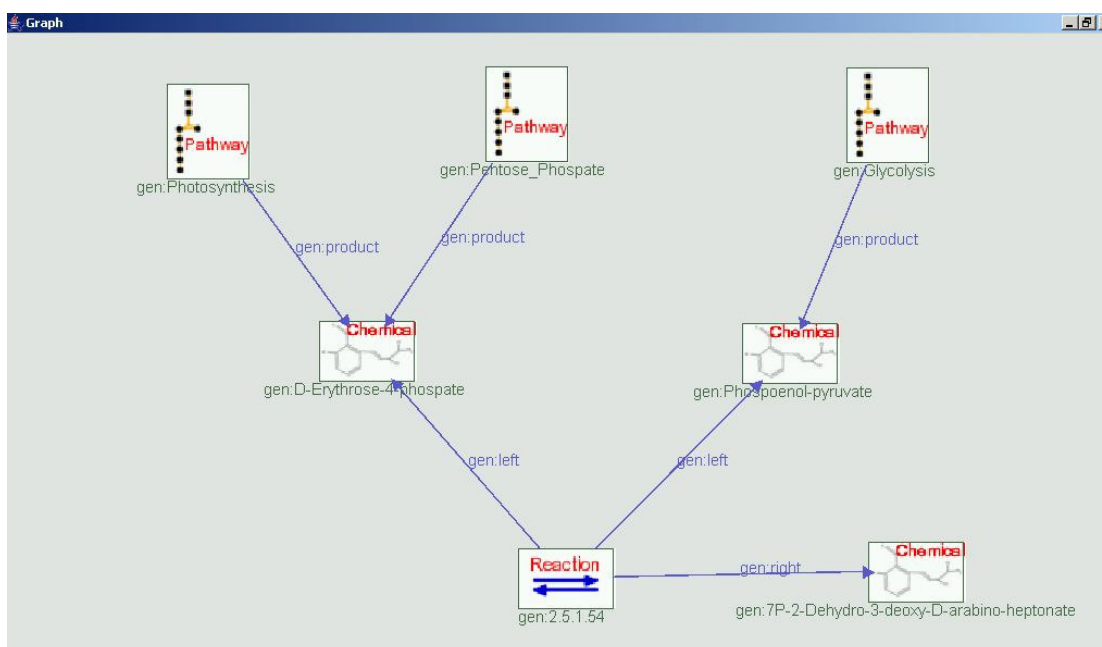 Graph
Pathway
gen:Photosynthesis
Pathway
gen:Pentose_Phospate
Pathway
gen:Glycolysis
gen:product
gen:product
gen:product
Chemical
gen:D-Erythrose-4-phospate
Chemical
gen:Phospoenol-pyruvate
gen:left
gen:left
Reaction
gen:2.5.1.54
gen:right
Chemical
gen:7P-2-Dehydro-3-deoxy-D-arabino-heptonate